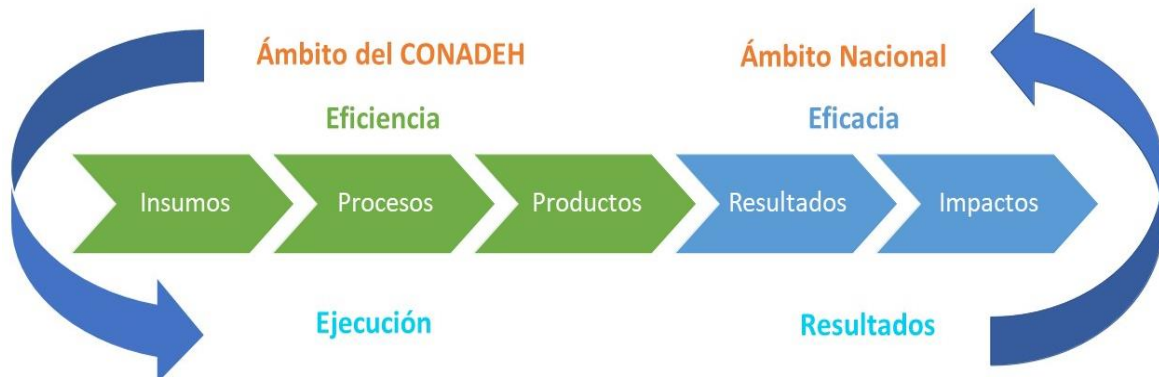 Ámbito del CONADEH
Ámbito Nacional
Eficiencia
Eficacia
Insumos
Procesos
Productos
Resultados
Impactos
Ejecución
Resultados